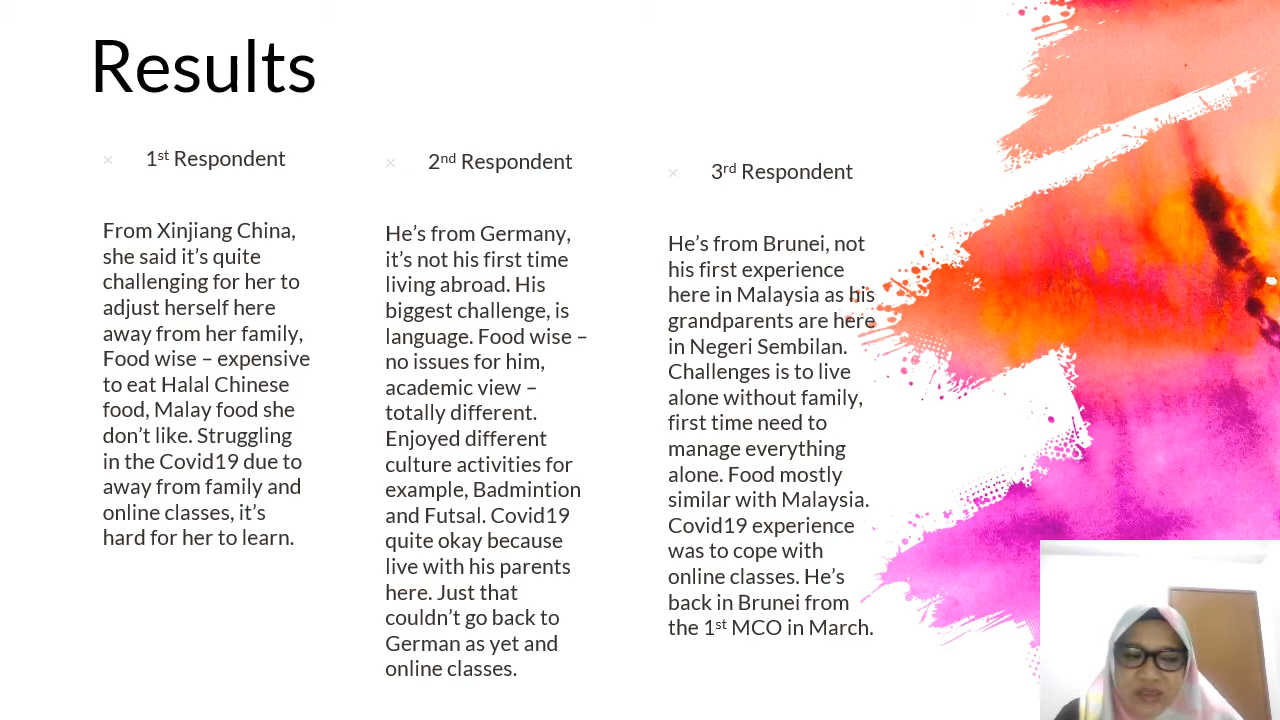 Results
1st Respondent
From Xinjiang China,
she said it's quite
challenging for her to
adjust herself here
away from her family,
Food wise – expensive
to eat Halal Chinese
food, Malay food she
don't like. Struggling
in the Covid19 due to
away from family and
online classes, it's
hard for her to learn.
2nd Respondent
He's from Germany,
it's not his first time
living abroad. His
biggest challenge, is
language. Food wise –
no issues for him,
academic view –
totally different.
Enjoyed different
culture activities for
example, Badmintion
and Futsal. Covid19
quite okay because
live with his parents
here. Just that
couldn't go back to
German as yet and
online classes.
3rd Respondent
He's from Brunei, not
his first experience
here in Malaysia as his
grandparents are here
in Negeri Sembilan.
Challenges is to live
alone without family,
first time need to
manage everything
alone. Food mostly
similar with Malaysia.
Covid19 experience
was to cope with
online classes. He's
back in Brunei from
the 1st MCO in March.